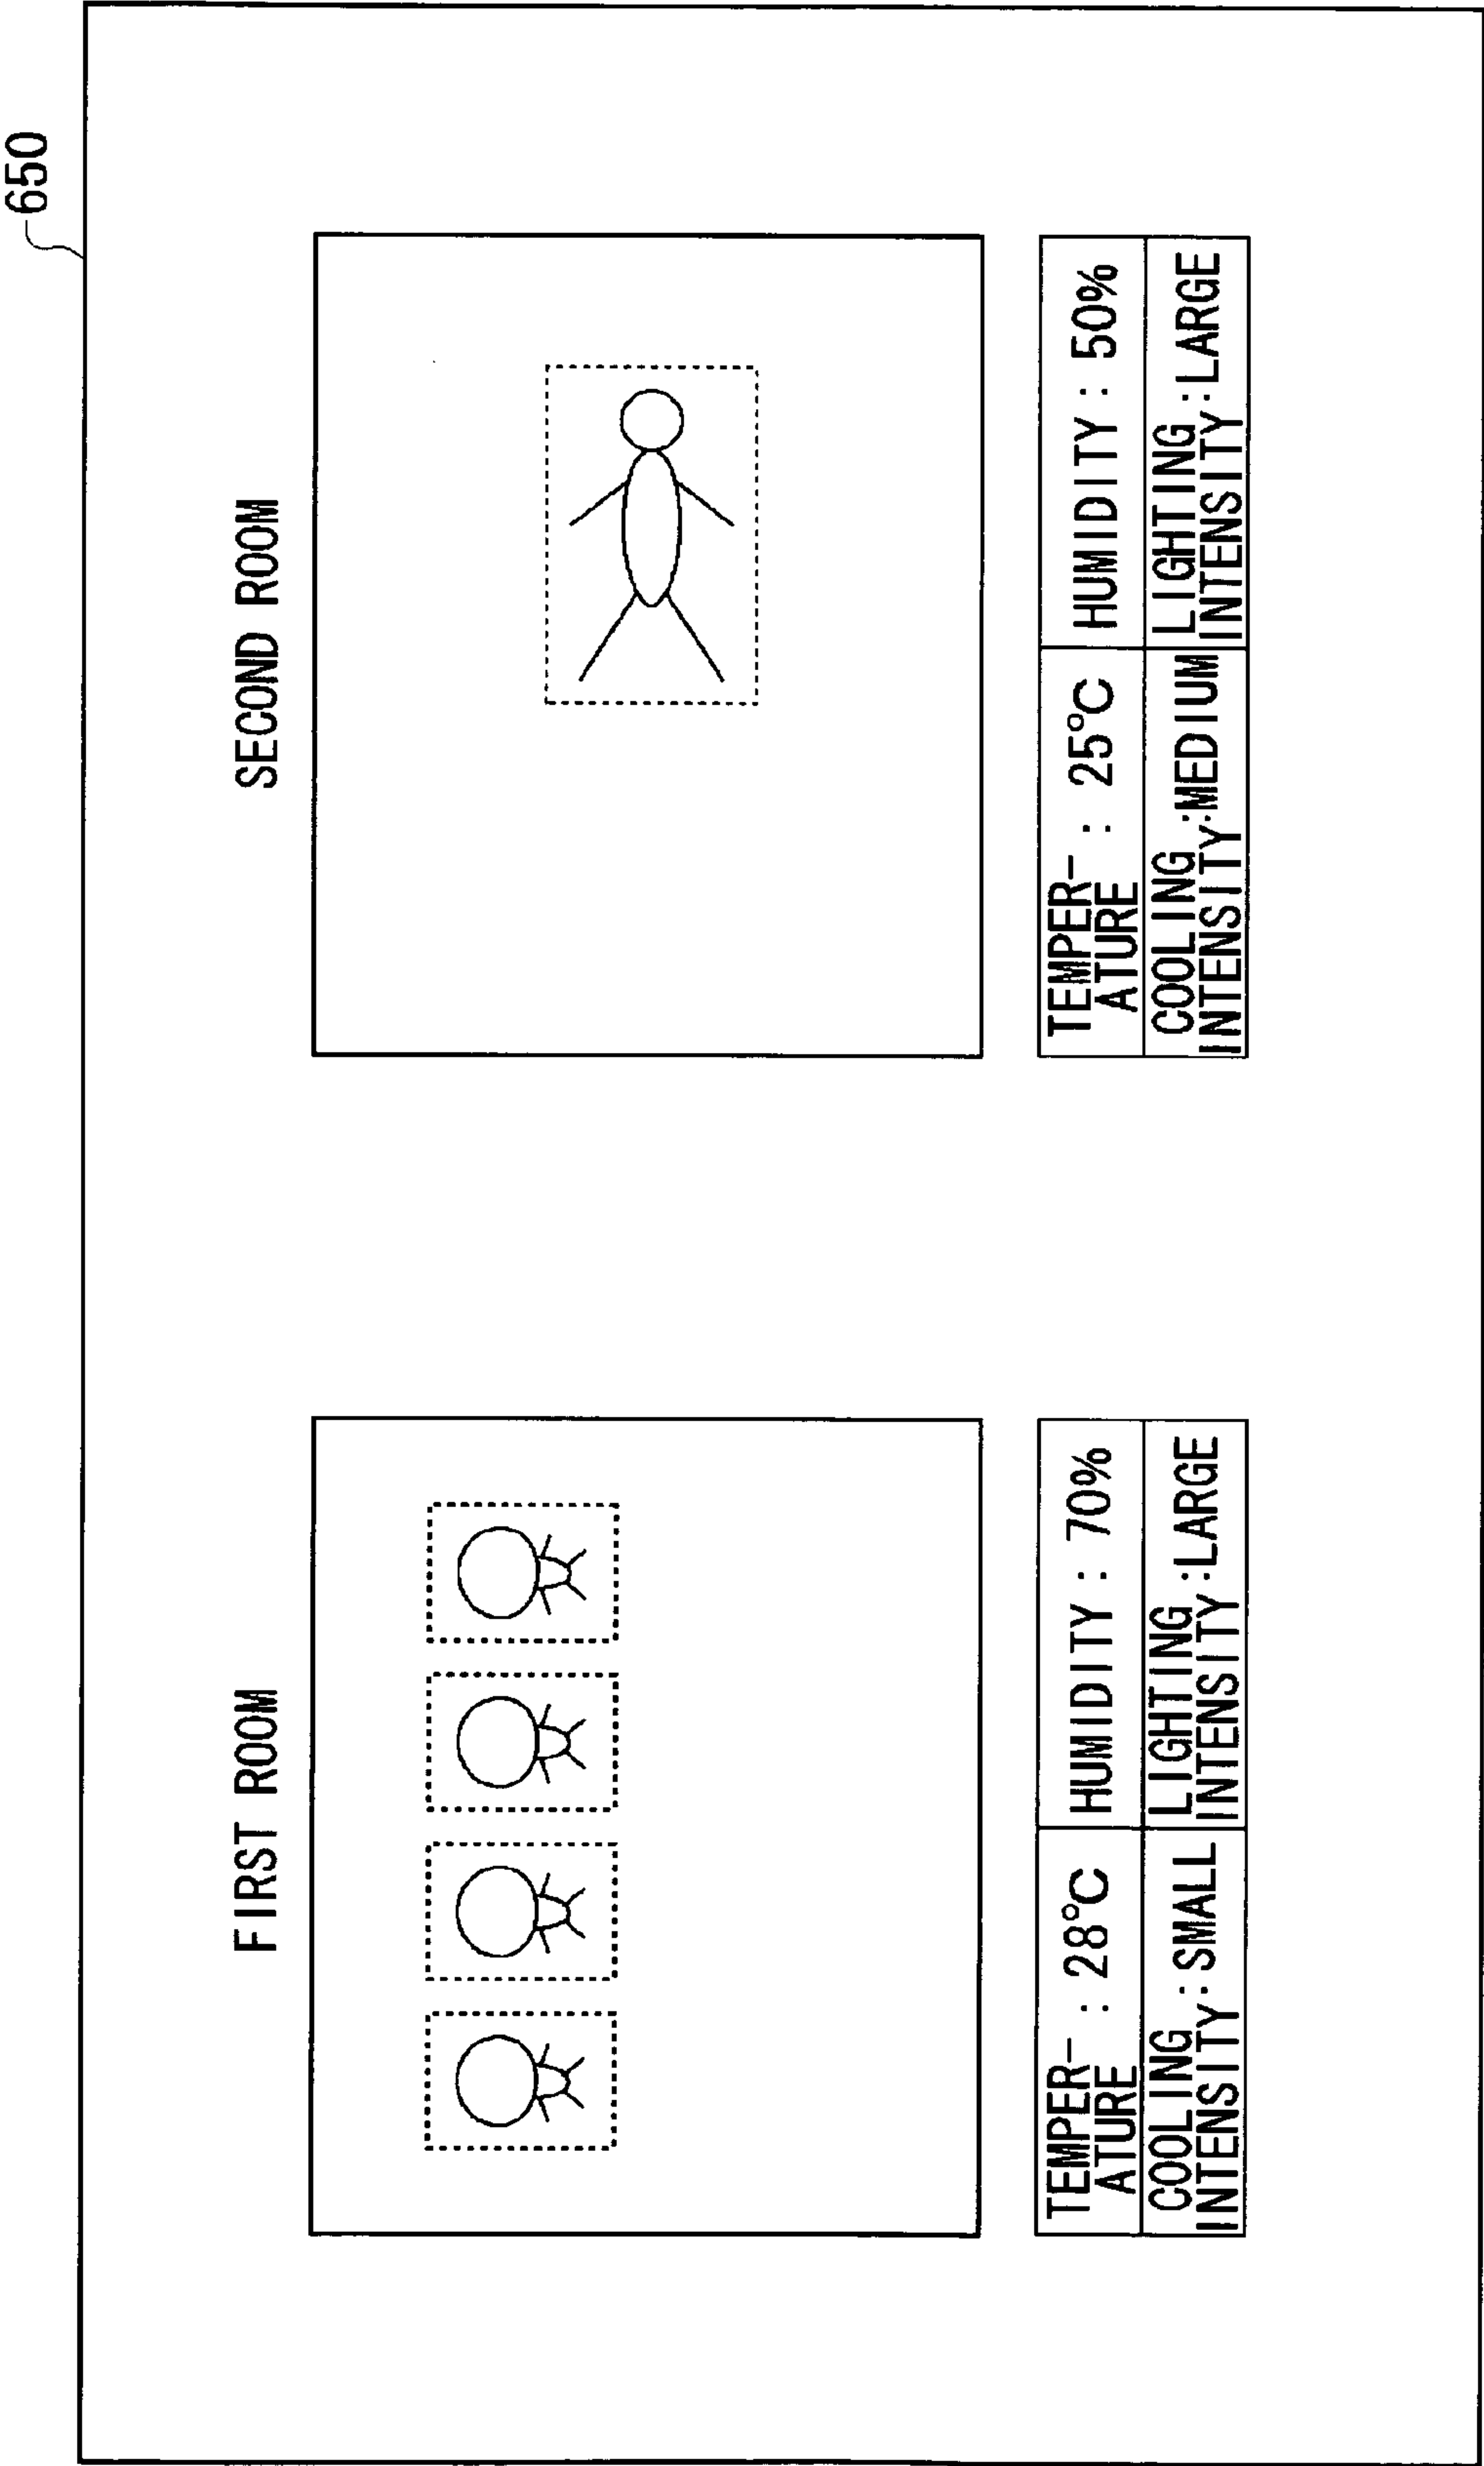 650
FIRST ROOM
TEMPER-
ATURE : 28°C
HUMIDITY : 70%
COOLING
INTENSITY : SMALL
LIGHTING
INTENSITY : LARGE
SECOND ROOM
TEMPER-
ATURE : 25°C
HUMIDITY : 50%
COOLING
INTENSITY : MEDIUM
LIGHTING
INTENSITY : LARGE